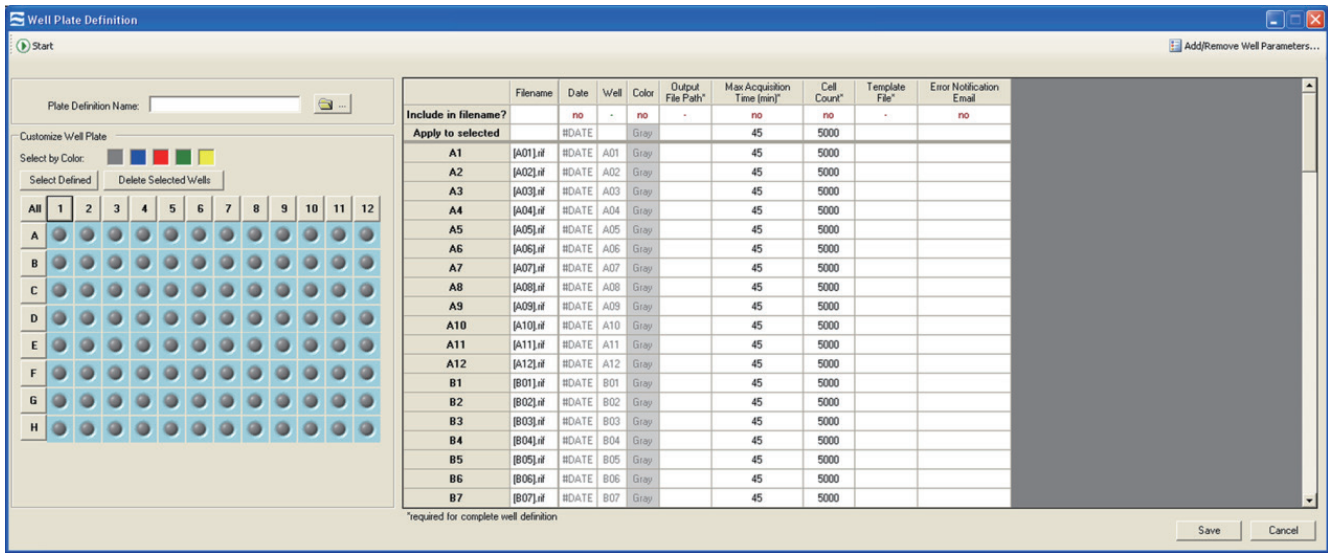 Well Plate Definition
Start
Add/Remove Well Parameters...
Plate Definition Name:
...
Customize Well Plate
Select by Color:
Select Defined Delete Selected Wells
All 1 2 3 4 5 6 7 8 9 10 11 12
A
B
C
D
E
F
G
H
Filename Date Well Color Output File Path* Max Acquisition Time (min)* Cell Count* Template File* Error Notification Email
Include in filename? no - no - no no - no
Apply to selected #DATE Gray 45 5000
A1 [A01].rif #DATE A01 Gray 45 5000
A2 [A02].rif #DATE A02 Gray 45 5000
A3 [A03].rif #DATE A03 Gray 45 5000
A4 [A04].rif #DATE A04 Gray 45 5000
A5 [A05].rif #DATE A05 Gray 45 5000
A6 [A06].rif #DATE A06 Gray 45 5000
A7 [A07].rif #DATE A07 Gray 45 5000
A8 [A08].rif #DATE A08 Gray 45 5000
A9 [A09].rif #DATE A09 Gray 45 5000
A10 [A10].rif #DATE A10 Gray 45 5000
A11 [A11].rif #DATE A11 Gray 45 5000
A12 [A12].rif #DATE A12 Gray 45 5000
B1 [B01].rif #DATE B01 Gray 45 5000
B2 [B02].rif #DATE B02 Gray 45 5000
B3 [B03].rif #DATE B03 Gray 45 5000
B4 [B04].rif #DATE B04 Gray 45 5000
B5 [B05].rif #DATE B05 Gray 45 5000
B6 [B06].rif #DATE B06 Gray 45 5000
B7 [B07].rif #DATE B07 Gray 45 5000
*required for complete well definition
Save Cancel